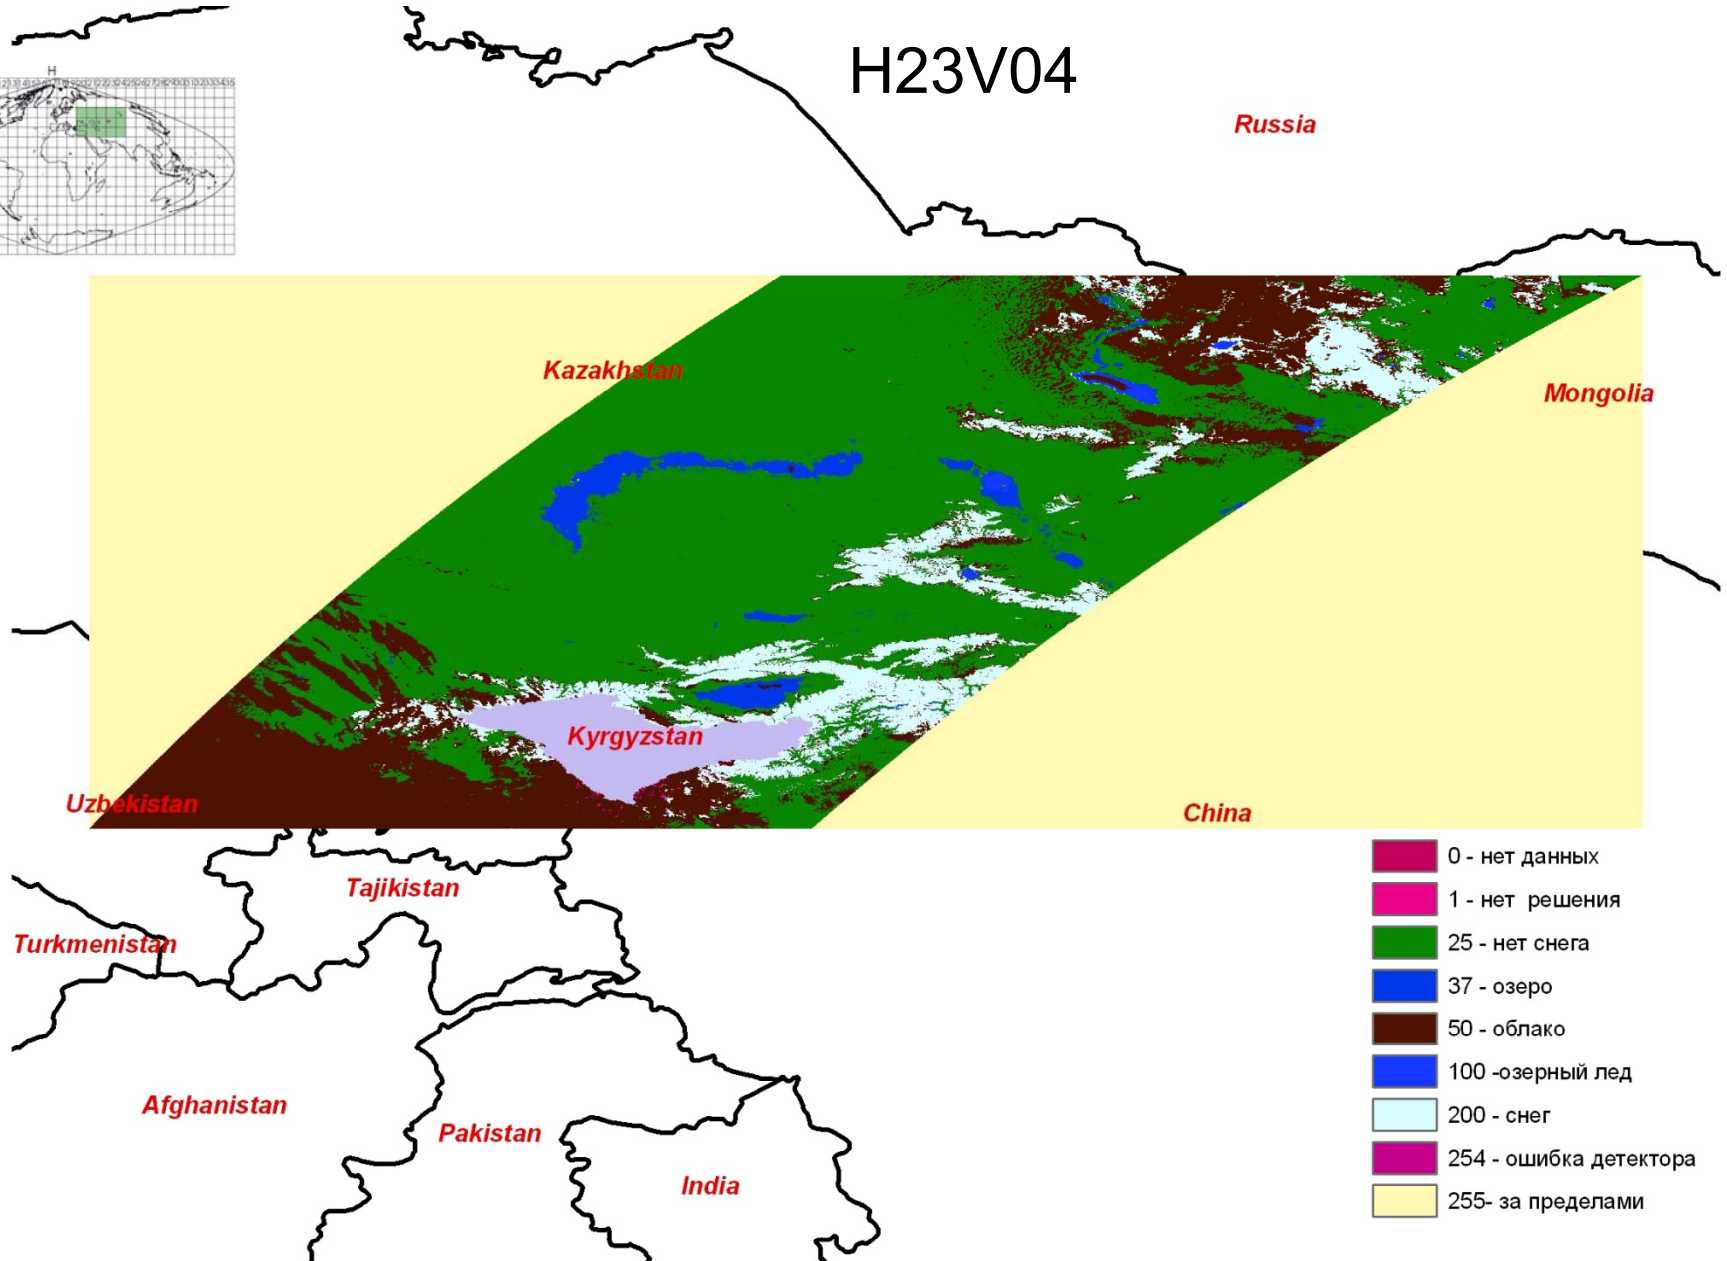 H23V04
H
Russia
Kazakhstan
Mongolia
Kyrgyzstan
Uzbekistan
China
Tajikistan
Turkmenistan
Afghanistan
Pakistan
India
0 - нет данных
1 - нет решения
25 - нет снега
37 - озеро
50 - облако
100 -озерный лед
200 - снег
254 - ошибка детектора
255- за пределами